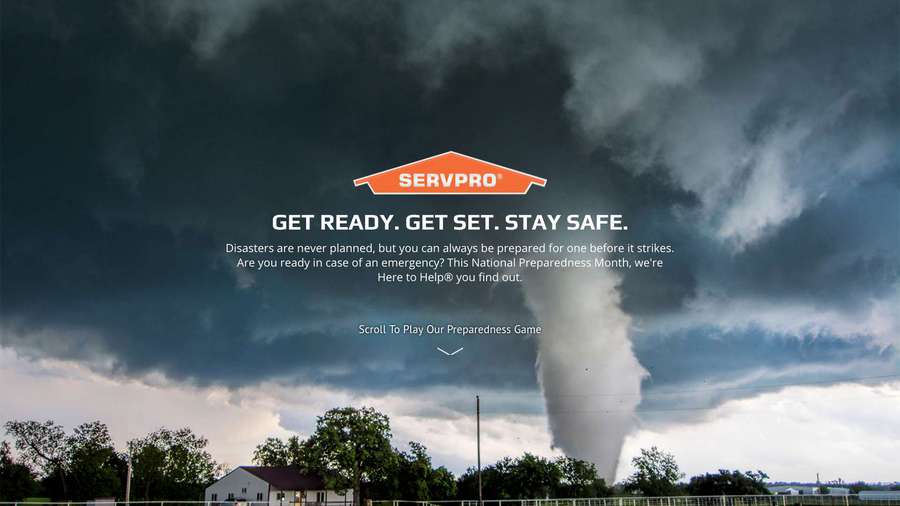 SERVPRO®
GET READY. GET SET. STAY SAFE.
Disasters are never planned, but you can always be prepared for one before it strikes.
Are you ready in case of an emergency? This National Preparedness Month, we're
Here to Help® you find out.
Scroll To Play Our Preparedness Game